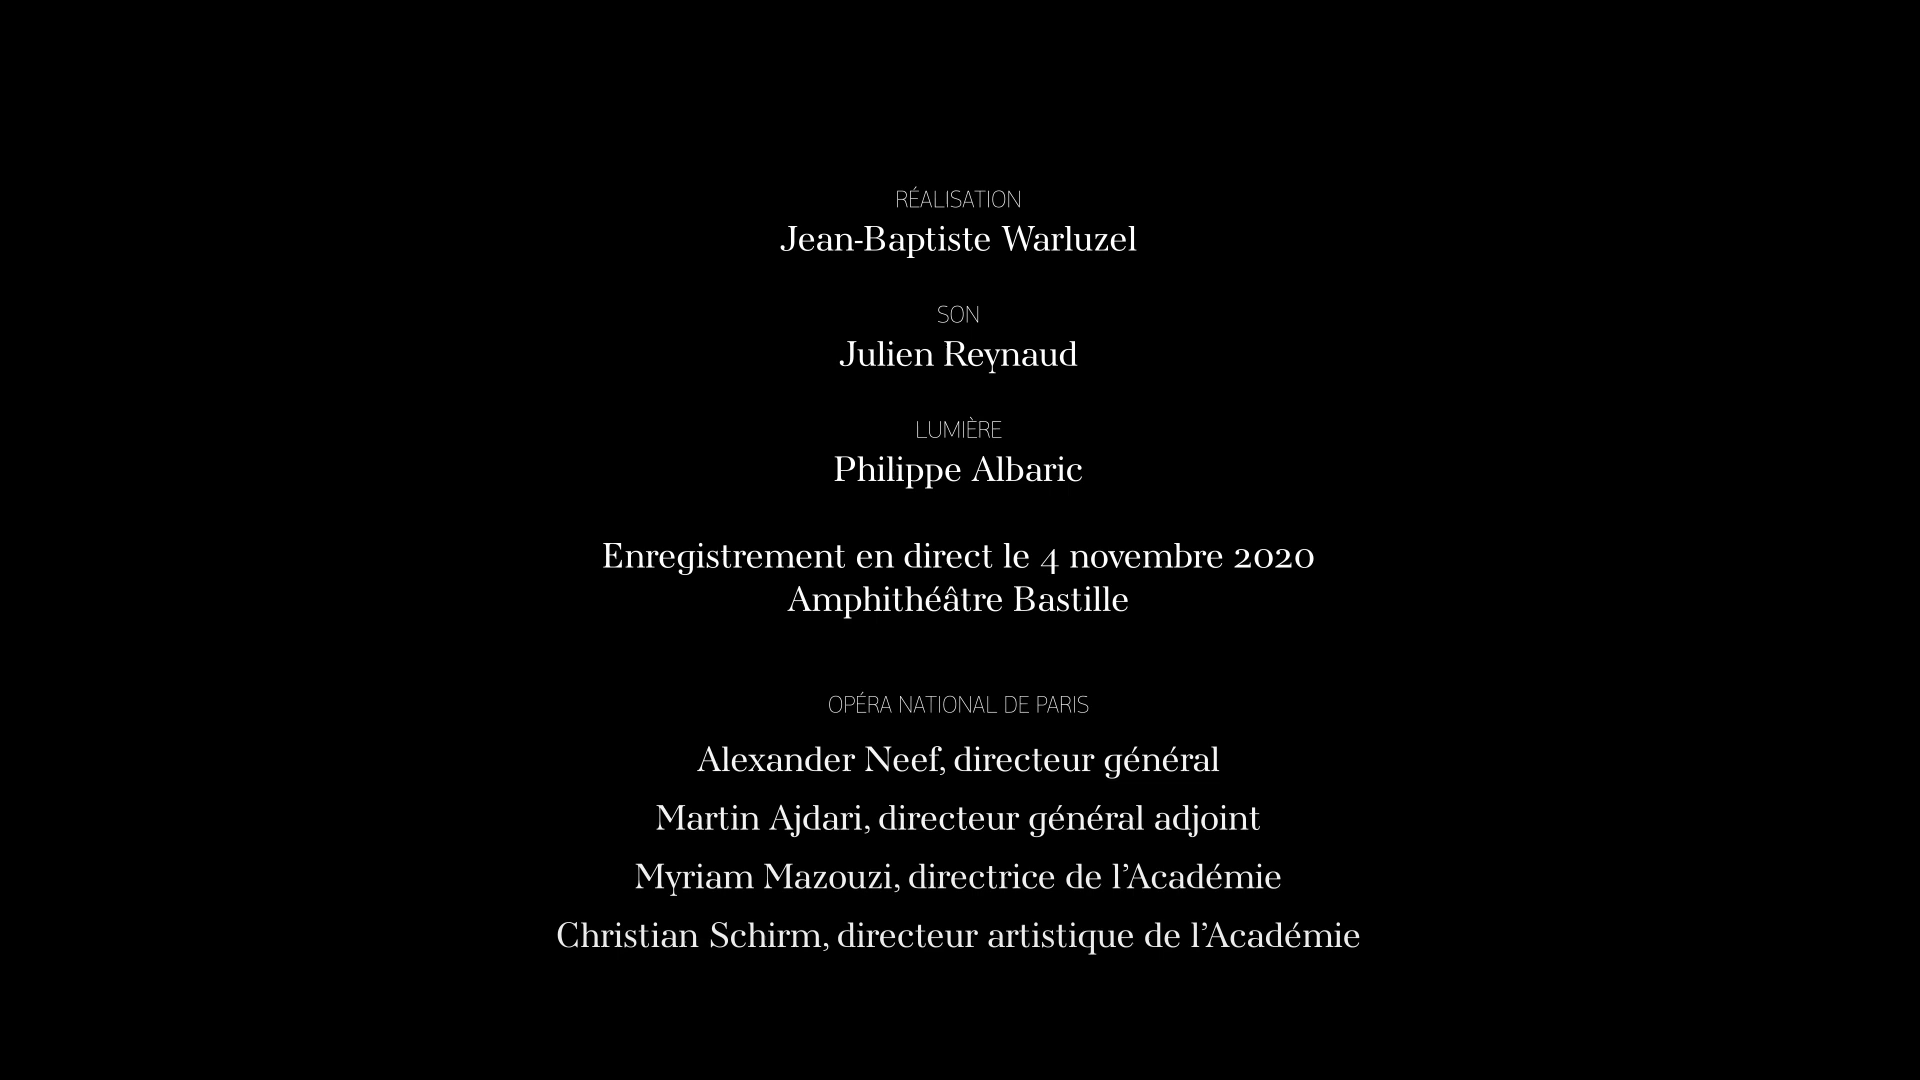 RÉALISATION
Jean-Baptiste Warluzel
SON
Julien Reynaud
LUMIÈRE
Philippe Albaric
Enregistrement en direct le 4 novembre 2020
Amphithéâtre Bastille
OPÉRA NATIONAL DE PARIS
Alexander Neef, directeur général
Martin Ajdari, directeur général adjoint
Myriam Mazouzi, directrice de l’Académie
Christian Schirm, directeur artistique de l’Académie